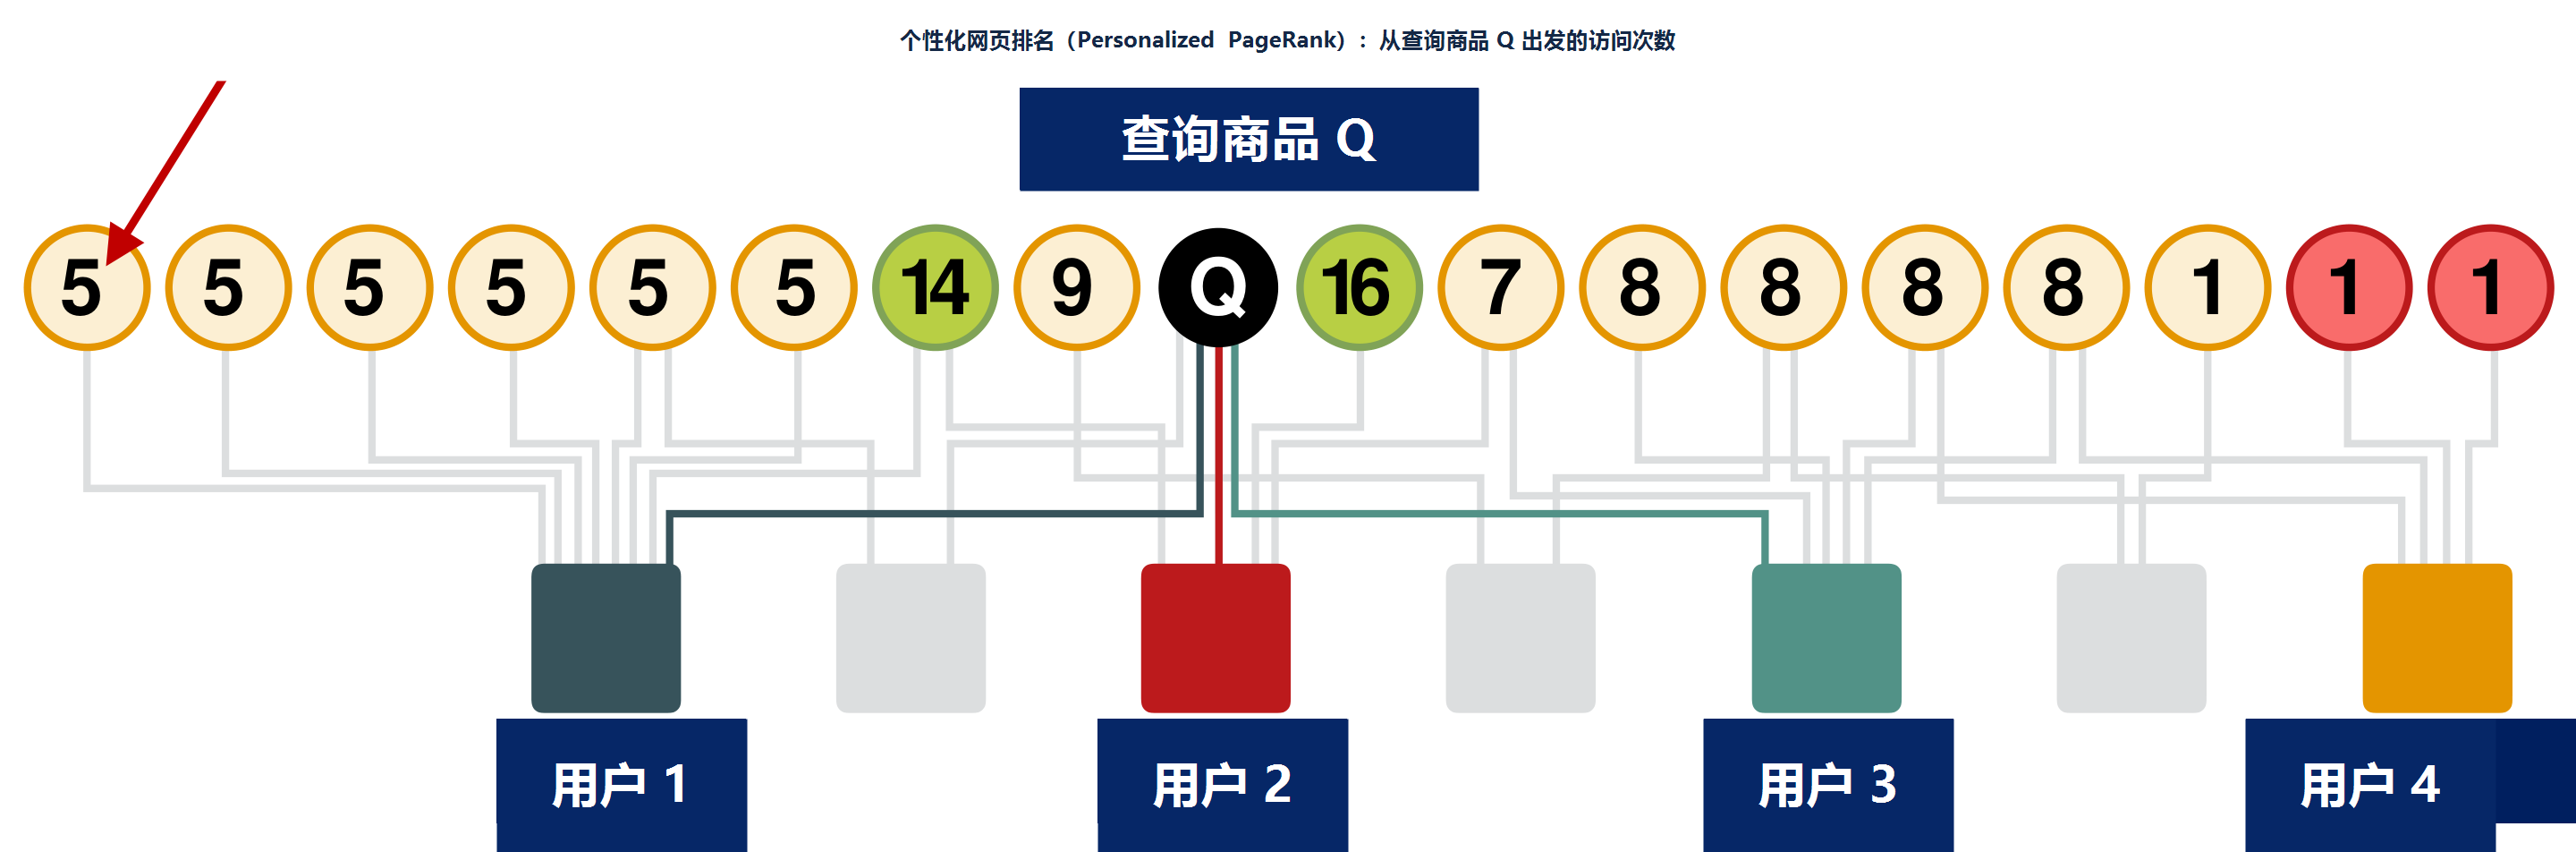 个性化网页排名（Personalized PageRank）：从查询商品 Q 出发的访问次数
查询商品 Q
5 5 5 5 5 5 14 9 Q 16 7 8 8 8 8 1 1 1
用户 1 用户 2 用户 3 用户 4